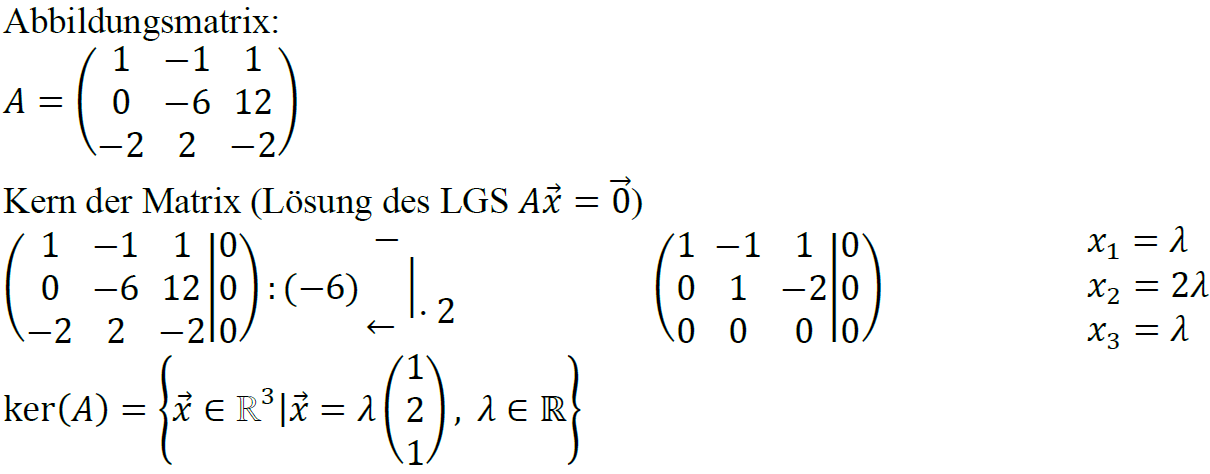 Abbildungsmatrix:
A = ( 1 −1 1
0 −6 12
−2 2 −2 )
Kern der Matrix (Lösung des LGS Ax⃗ = 0⃗)
( 1 −1 1 | 0 ) − ( 1 −1 1 | 0 ) x₁ = λ
( 0 −6 12 | 0 ) : (−6) | · 2 ( 0 1 −2 | 0 ) x₂ = 2λ
( −2 2 −2 | 0 ) ← ( 0 0 0 | 0 ) x₃ = λ
ker(A) = { x⃗ ∈ ℝ³ | x⃗ = λ ( 1
2
1 ) , λ ∈ ℝ }